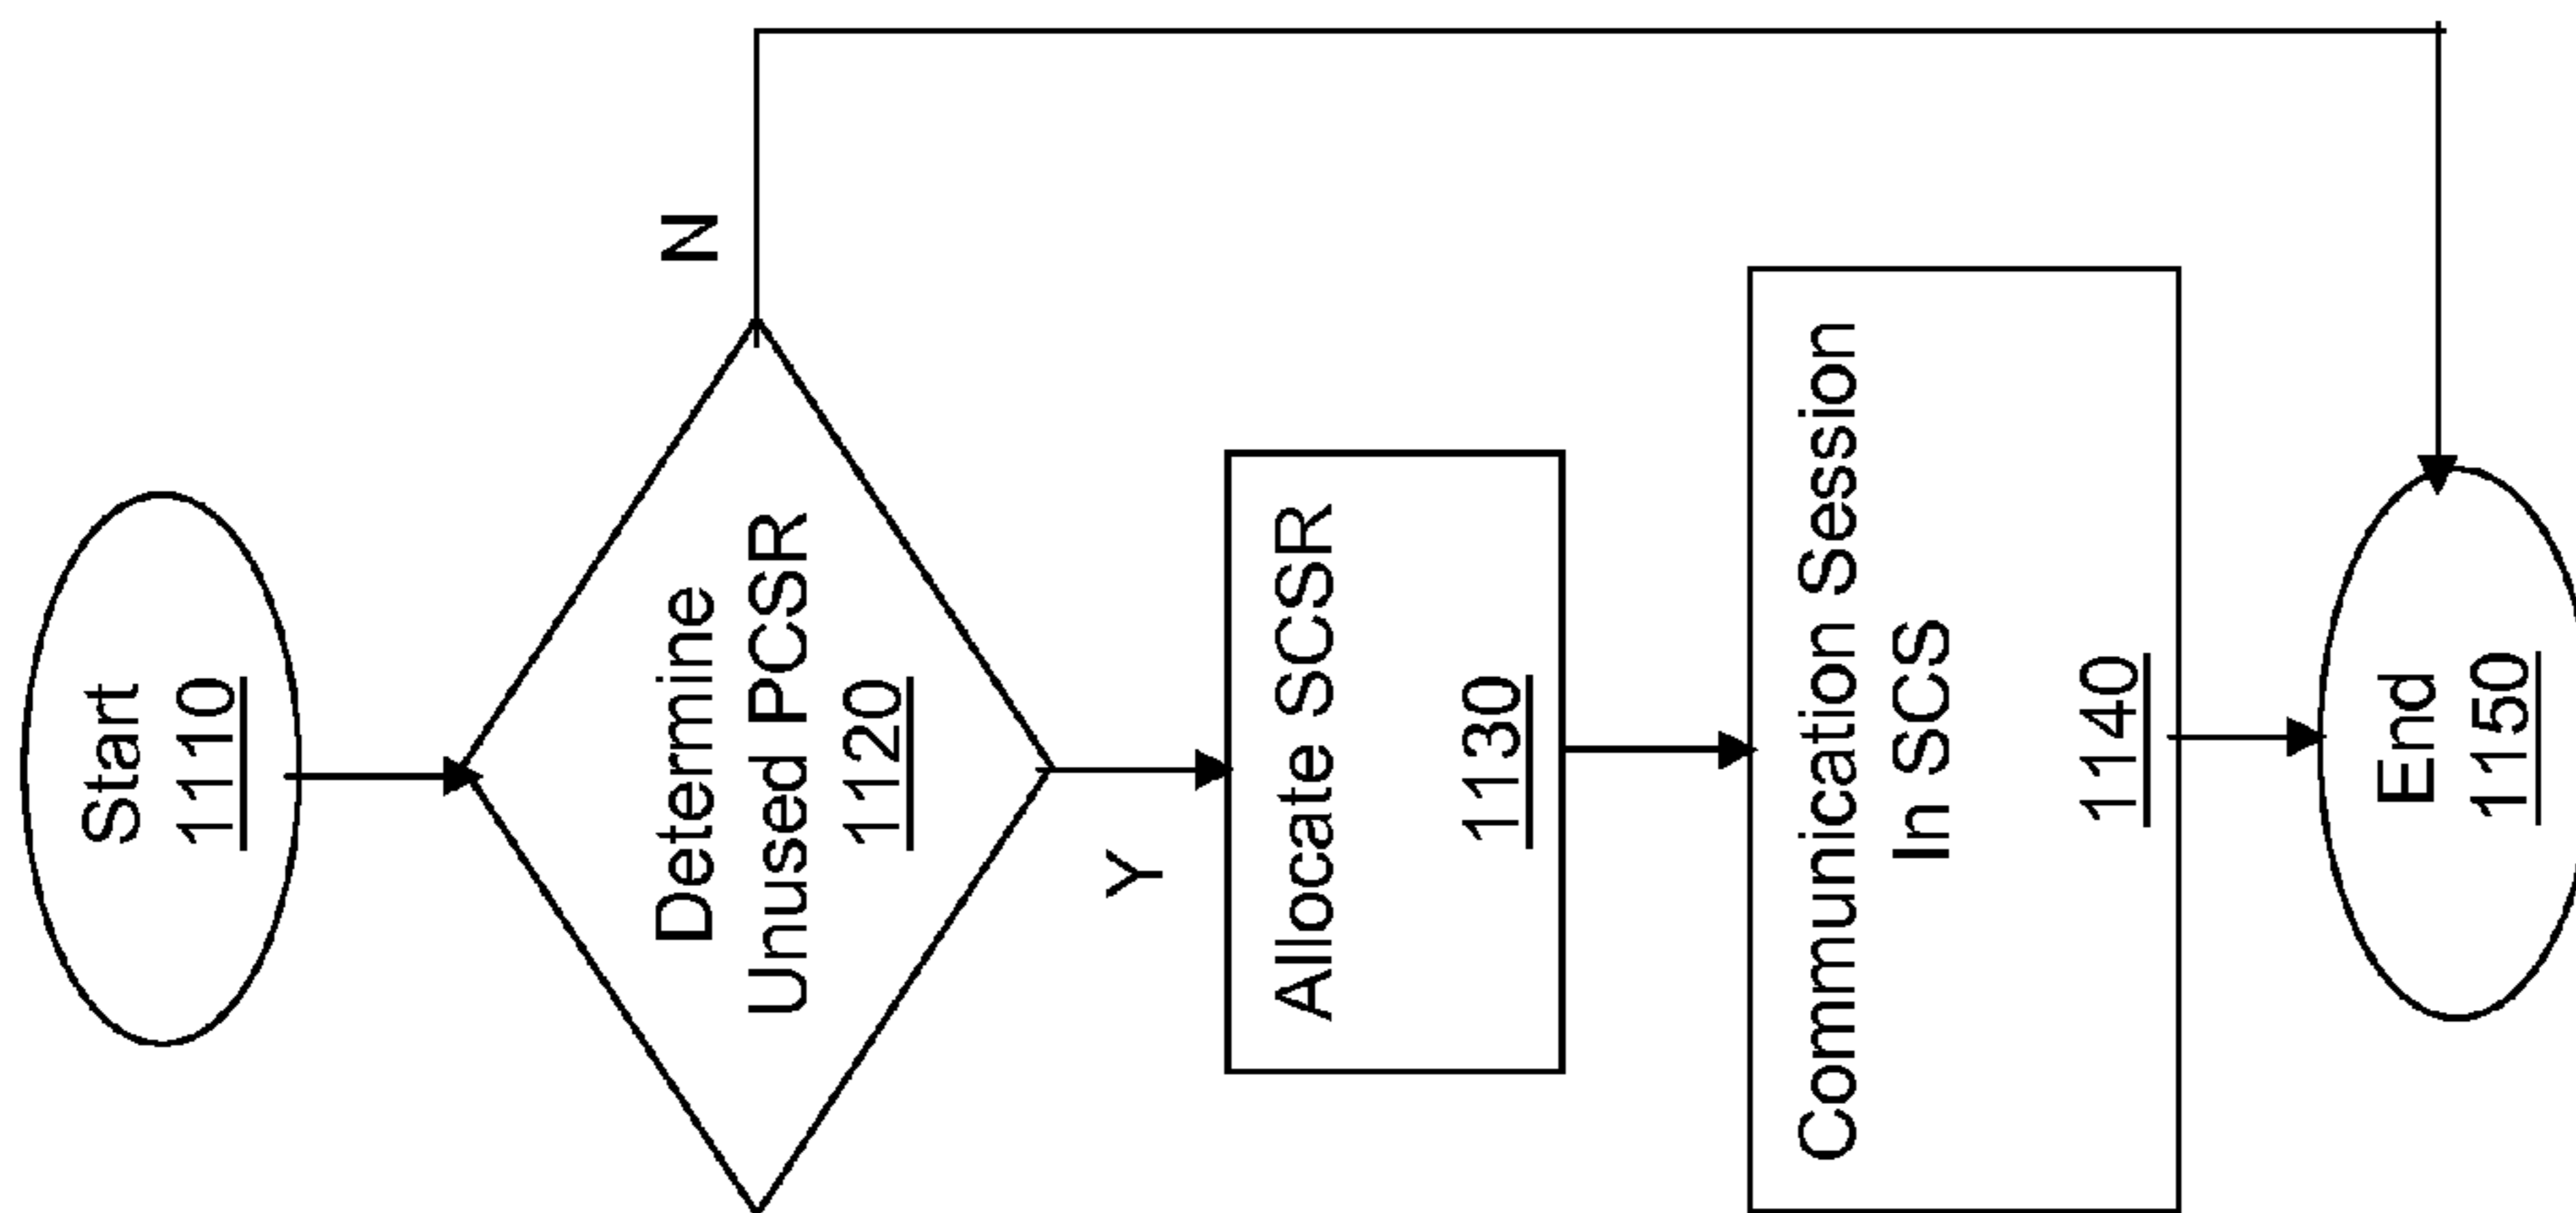 Start
1110
Determine
Unused PCSR
1120
N
Y
Allocate SCSR
1130
Communication Session
In SCS
1140
End
1150